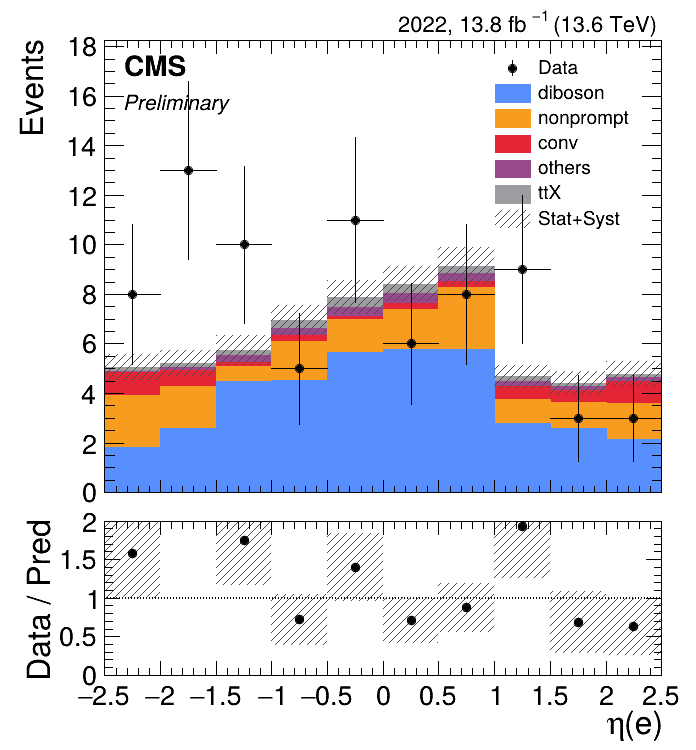 2022, 13.8 fb⁻¹ (13.6 TeV)
Events
18
16
14
12
10
8
6
4
2
0
CMS
Preliminary
Data
diboson
nonprompt
conv
others
ttX
Stat+Syst
Data / Pred
2
1.5
1
0.5
0
−2.5 −2 −1.5 −1 −0.5 0 0.5 1 1.5 2 2.5
η(e)